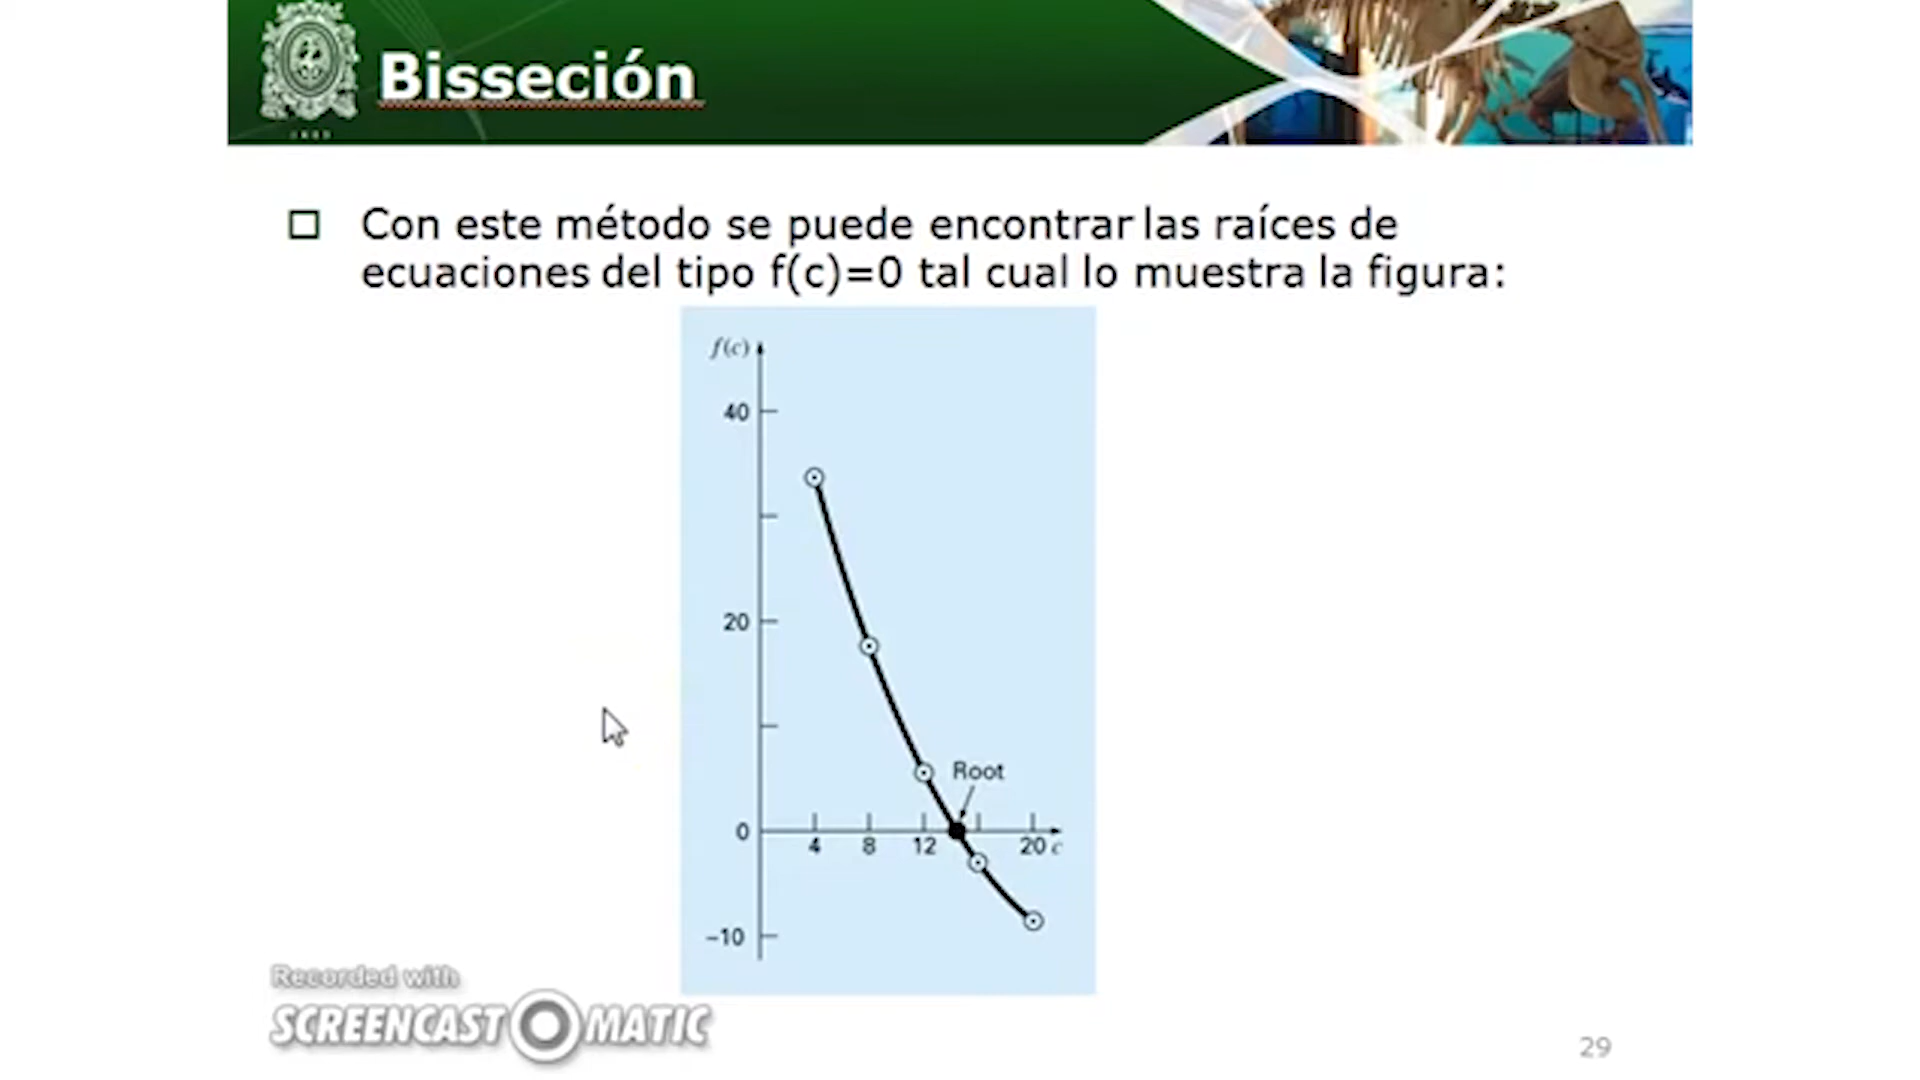 Bisseción
Con este método se puede encontrar las raíces de
ecuaciones del tipo f(c)=0 tal cual lo muestra la figura:
f(c)
40
20
Root
0
4 8 12 20 c
–10
Recorded with
SCREENCAST MATIC
29